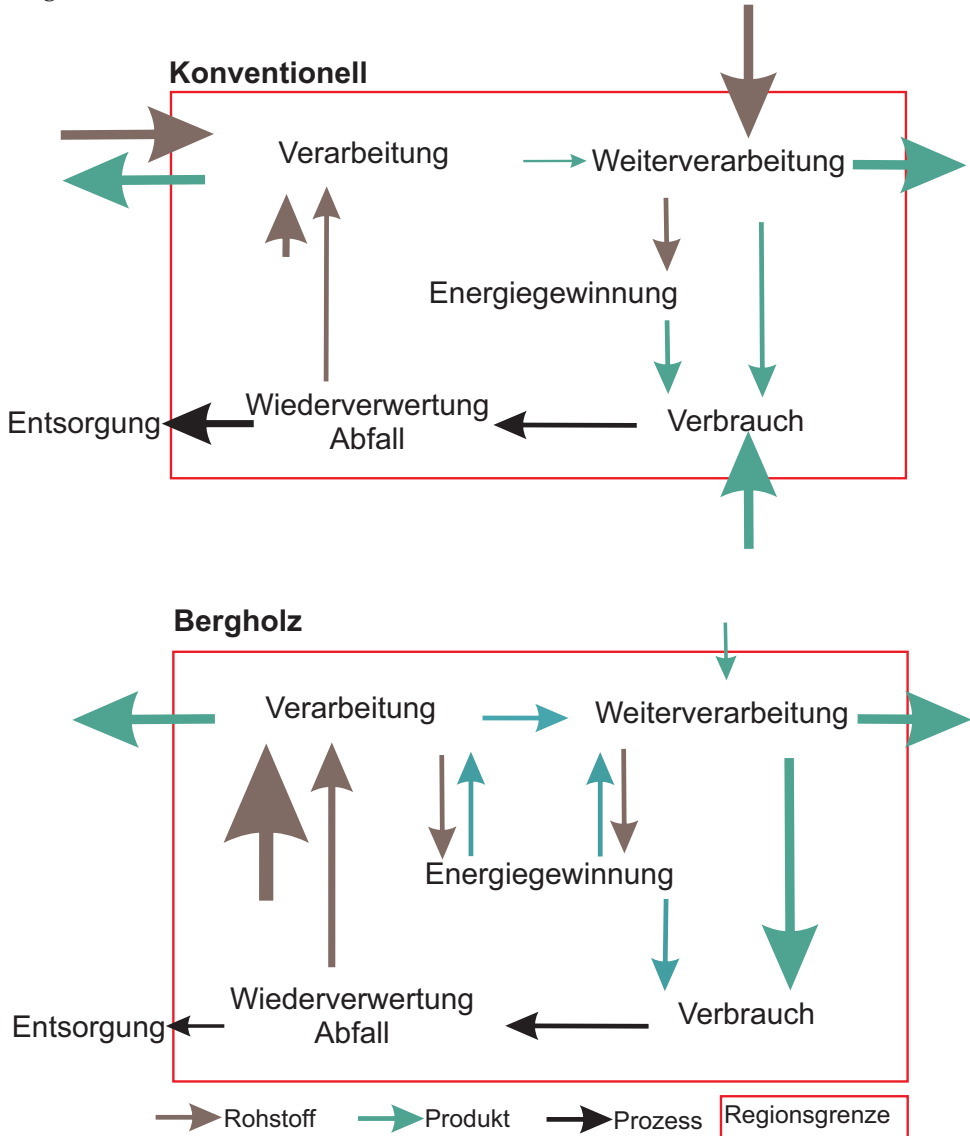 Konventionell
Verarbeitung
Weiterverarbeitung
Energiegewinnung
Entsorgung
Wiederverwertung
Abfall
Verbrauch
Bergholz
Verarbeitung
Weiterverarbeitung
Energiegewinnung
Entsorgung
Wiederverwertung
Abfall
Verbrauch
Rohstoff
Produkt
Prozess
Regionsgrenze